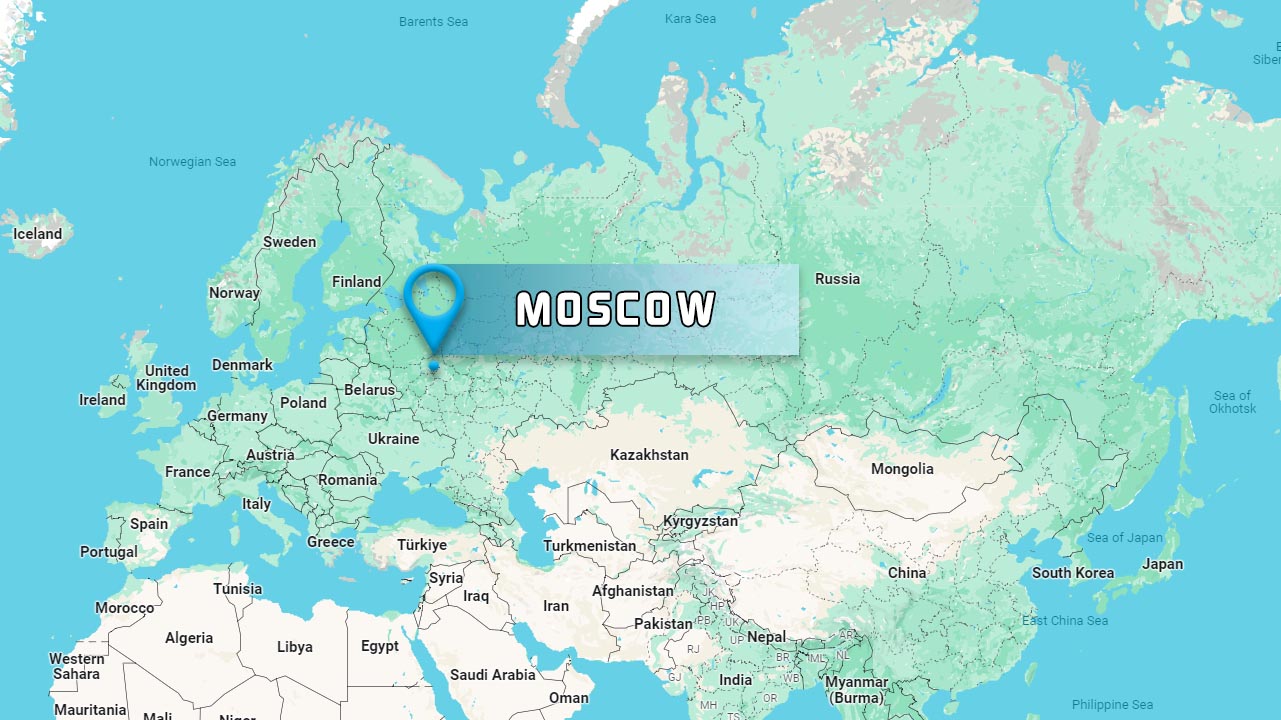 Barents Sea
Kara Sea
E
Siber
Norwegian Sea
Iceland
Sweden
Finland
Norway
MOSCOW
Russia
Denmark
United
Kingdom
Ireland
Belarus
Poland
Germany
Sea of
Okhotsk
Ukraine
Austria
Kazakhstan
Mongolia
France
Romania
Italy
Spain
Kyrgyzstan
Portugal
Greece
Türkiye
Turkmenistan
Sea of Japan
Japan
South Korea
China
Syria
Iraq
Iran
Afghanistan
Tunisia
Morocco
Pakistan
JK
HP
PB
UK
East China Sea
Algeria
Libya
Egypt
UP
Nepal
AR
RJ
BR
ML
NL
Western
Sahara
Saudi Arabia
GJ
India
WB
Myanmar
(Burma)
Oman
MH
OR
TS
Mauritania
Mali
Niger
Philippine Sea